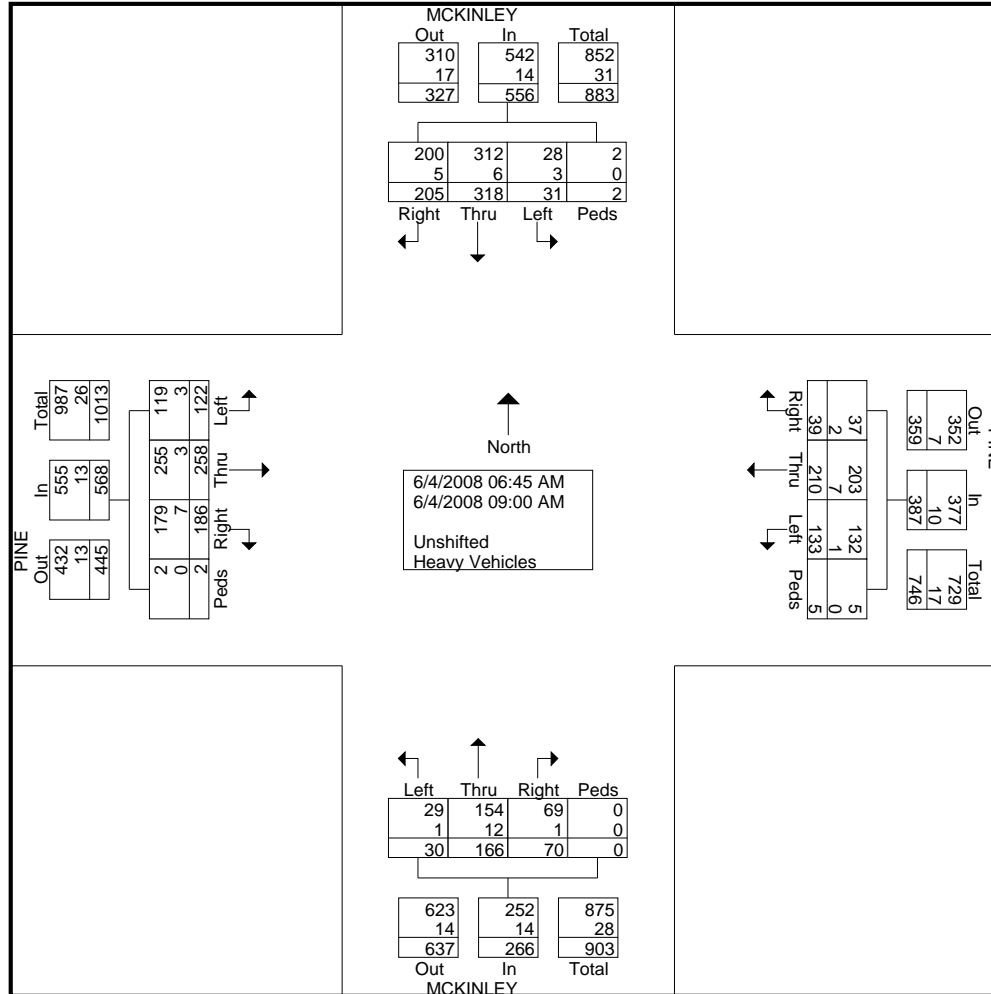 MCKINLEY
Out In Total
310 542 852
17 14 31
327 556 883
200 312 28 2
5 6 3 0
205 318 31 2
Right Thru Left Peds
PINE
Total
987
26
1013
In
555
13
568
Out
432
13
445
119 3 122 Left
255 3 258 Thru
179 7 186 Right
2 0 2 Peds
North
6/4/2008 06:45 AM
6/4/2008 09:00 AM
Unshifted
Heavy Vehicles
Right 39 2 37
Thru 210 7 203
Left 133 1 132
Peds 5 0 5
PINE
Out
352
7
359
In
377
10
387
Total
729
17
746
Left Thru Right Peds
29 154 69 0
1 12 1 0
30 166 70 0
623 252 875
14 14 28
637 266 903
Out In Total
MCKINLEY